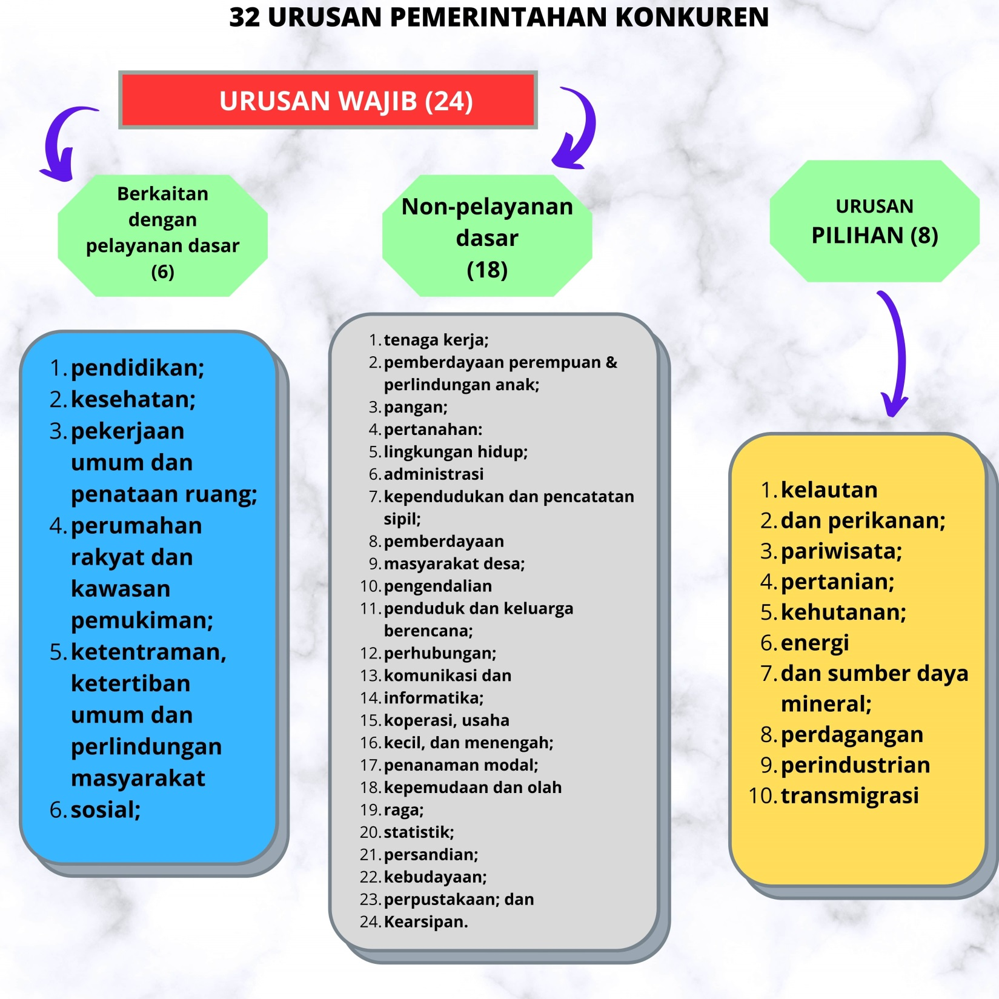 32 URUSAN PEMERINTAHAN KONKUREN
URUSAN WAJIB (24)
Berkaitan
dengan
pelayanan dasar
(6)
1. pendidikan;
2. kesehatan;
3. pekerjaan
umum dan
penataan ruang;
4. perumahan
rakyat dan
kawasan
pemukiman;
5. ketentraman,
ketertiban
umum dan
perlindungan
masyarakat
6. sosial;
Non-pelayanan
dasar
(18)
1. tenaga kerja;
2. pemberdayaan perempuan &
perlindungan anak;
3. pangan;
4. pertanahan:
5. lingkungan hidup;
6. administrasi
7. kependudukan dan pencatatan
sipil;
8. pemberdayaan
9. masyarakat desa;
10. pengendalian
11. penduduk dan keluarga
berencana;
12. perhubungan;
13. komunikasi dan
14. informatika;
15. koperasi, usaha
16. kecil, dan menengah;
17. penanaman modal;
18. kepemudaan dan olah
19. raga;
20. statistik;
21. persandian;
22. kebudayaan;
23. perpustakaan; dan
24. Kearsipan.
URUSAN
PILIHAN (8)
1. kelautan
2. dan perikanan;
3. pariwisata;
4. pertanian;
5. kehutanan;
6. energi
7. dan sumber daya
mineral;
8. perdagangan
9. perindustrian
10. transmigrasi